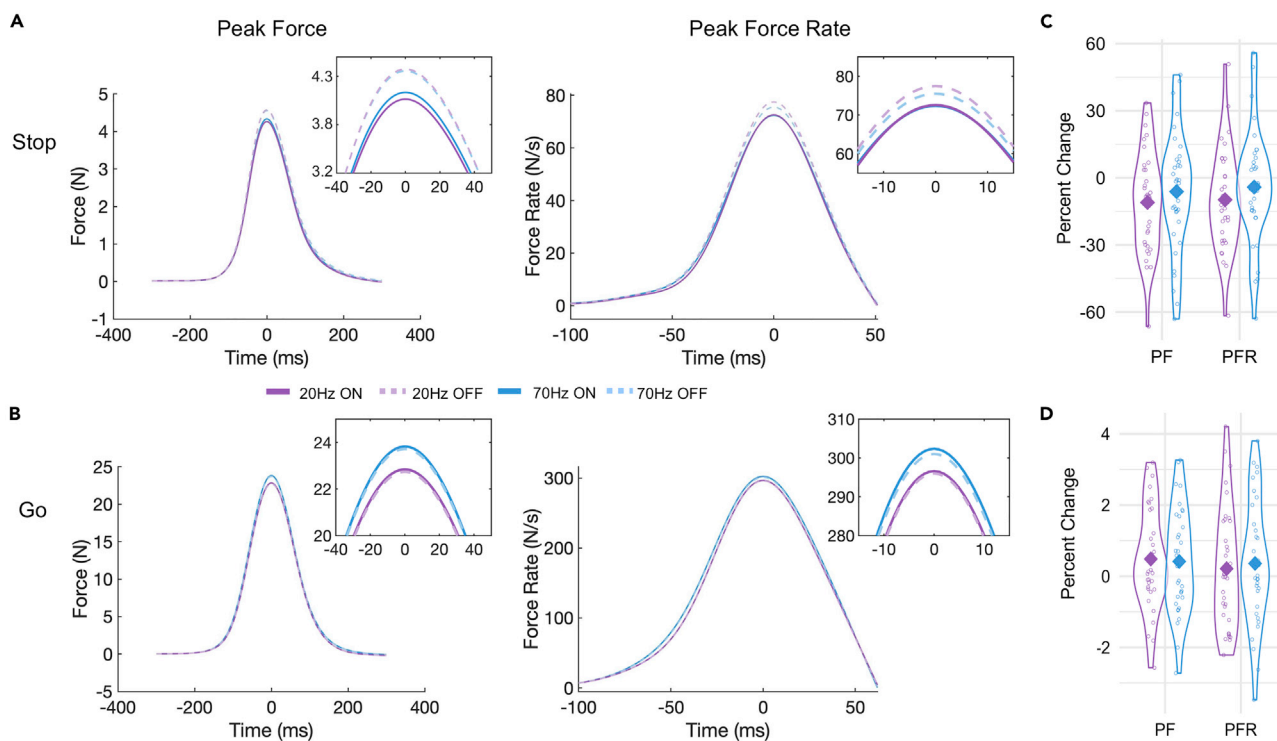 A
Peak Force
Peak Force Rate
C
Stop
Force (N)
5
4
3
2
1
0
-1
-400 -200 0 200 400
Time (ms)
4.3
3.8
3.2
-40 -20 0 20 40
Force Rate (N/s)
80
60
40
20
0
-100 -50 0 50
Time (ms)
80
70
60
-10 0 10
Percent Change
60
30
0
-30
-60
PF PFR
20Hz ON 20Hz OFF 70Hz ON 70Hz OFF
B
D
Go
Force (N)
25
20
15
10
5
0
-5
-400 -200 0 200 400
Time (ms)
24
23
22
21
20
-40 -20 0 20 40
Force Rate (N/s)
300
200
100
0
-100 -50 0 50
Time (ms)
310
300
290
280
-10 0 10
Percent Change
4
2
0
-2
PF PFR